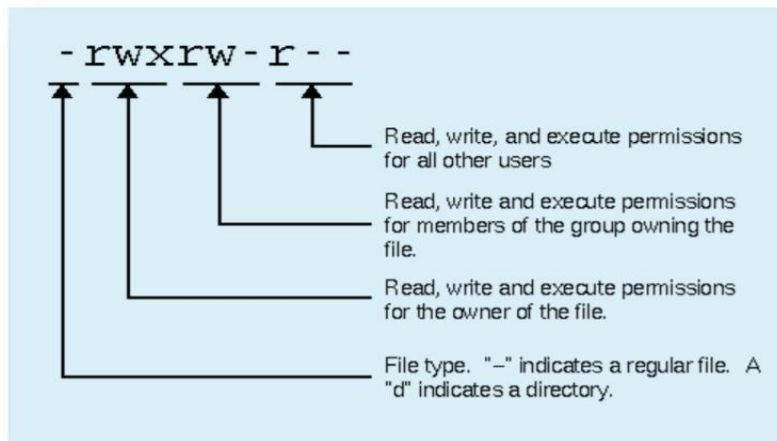 -rwxrw-r--
Read, write, and execute permissions
for all other users
Read, write and execute permissions
for members of the group owning the
file.
Read, write and execute permissions
for the owner of the file.
File type.  "–" indicates a regular file.  A
"d" indicates a directory.